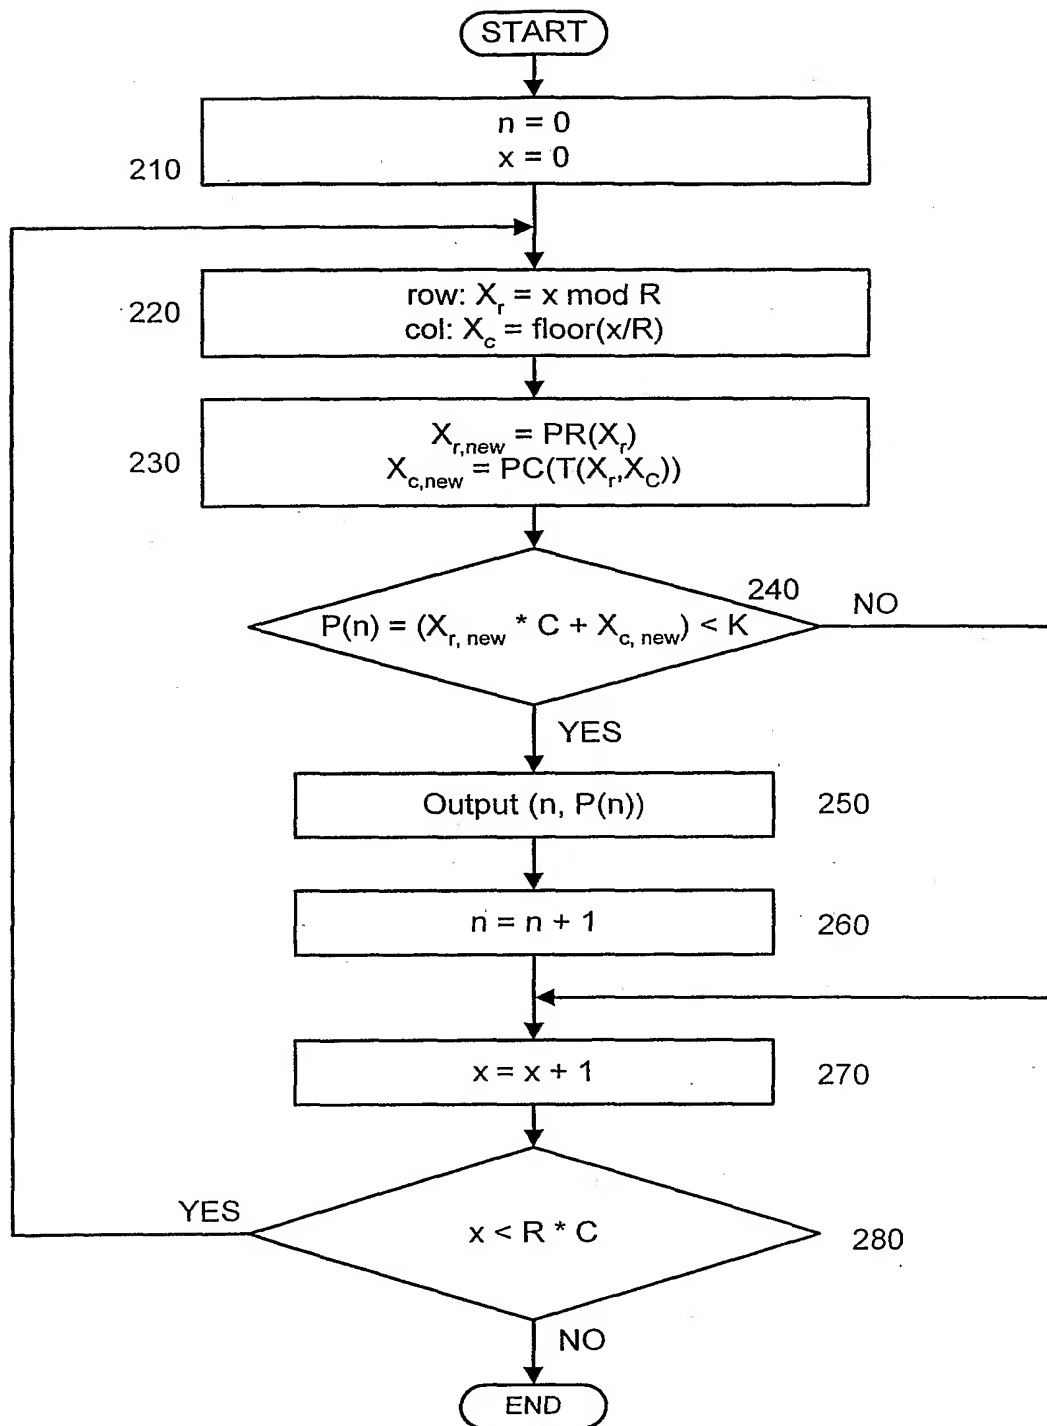 START
n = 0
x = 0
210
row: X_r = x mod R
col: X_c = floor(x/R)
220
X_r,new = PR(X_r)
X_c,new = PC(T(X_r,X_C))
230
240
P(n) = (X_r, new * C + X_c, new) < K
NO
YES
Output (n, P(n))
250
n = n + 1
260
x = x + 1
270
YES
x < R * C
280
NO
END